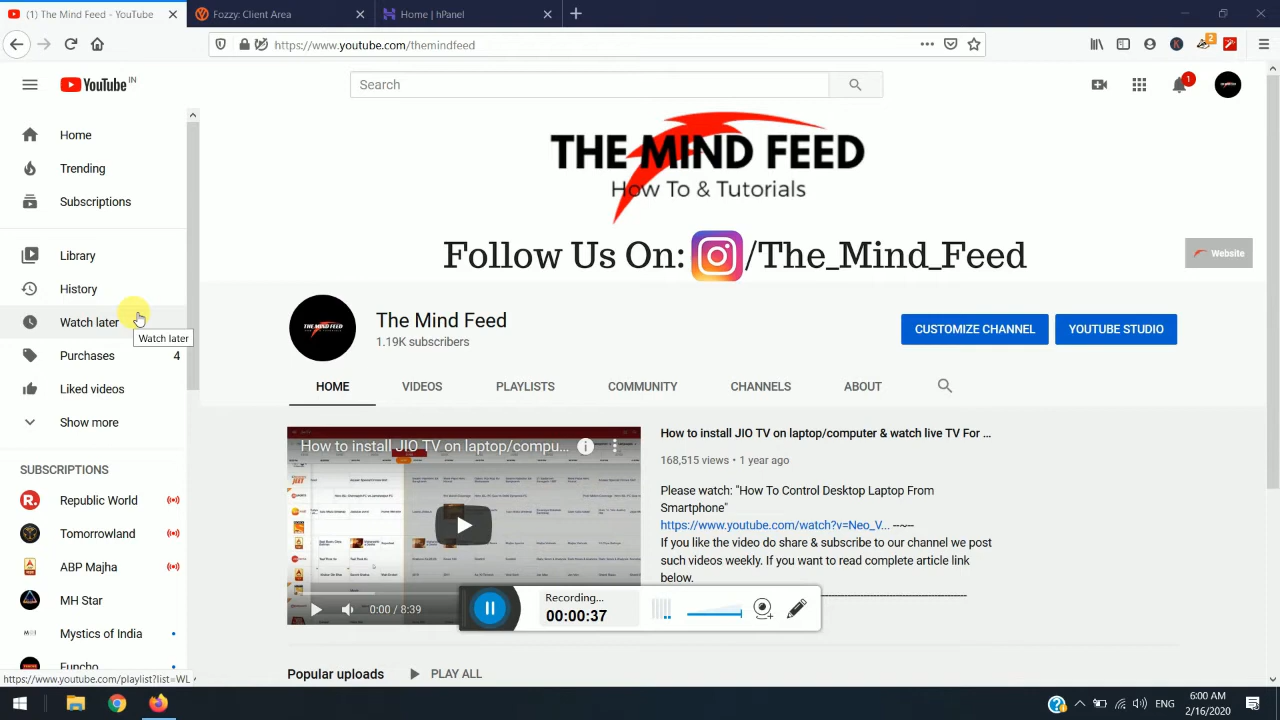 (1) The Mind Feed - YouTube
Fozzy: Client Area
Home | hPanel
https://www.youtube.com/themindfeed
2
YouTube IN
Search
1
Home
Trending
Subscriptions
Library
History
Watch later
Watch later
Purchases 4
Liked videos
Show more
SUBSCRIPTIONS
Republic World
Tomorrowland
ABP Majha
MH Star
Mystics of India
Funcho
https://www.youtube.com/playlist?list=WL
THE MIND FEED
How To & Tutorials
Follow Us On: /The_Mind_Feed
Website
THE MIND FEED
The Mind Feed
1.19K subscribers
CUSTOMIZE CHANNEL
YOUTUBE STUDIO
HOME VIDEOS PLAYLISTS COMMUNITY CHANNELS ABOUT
How to install JIO TV on laptop/compu...
0:00 / 8:39
How to install JIO TV on laptop/computer & watch live TV For ...
168,515 views • 1 year ago
Please watch: "How To Control Desktop Laptop From
Smartphone"
https://www.youtube.com/watch?v=Neo_V... --~--
If you like the video do share & subscribe to our channel we post
such videos weekly. If you want to read complete article link
below.
Recording...
00:00:37
Popular uploads PLAY ALL
ENG
6:00 AM
2/16/2020